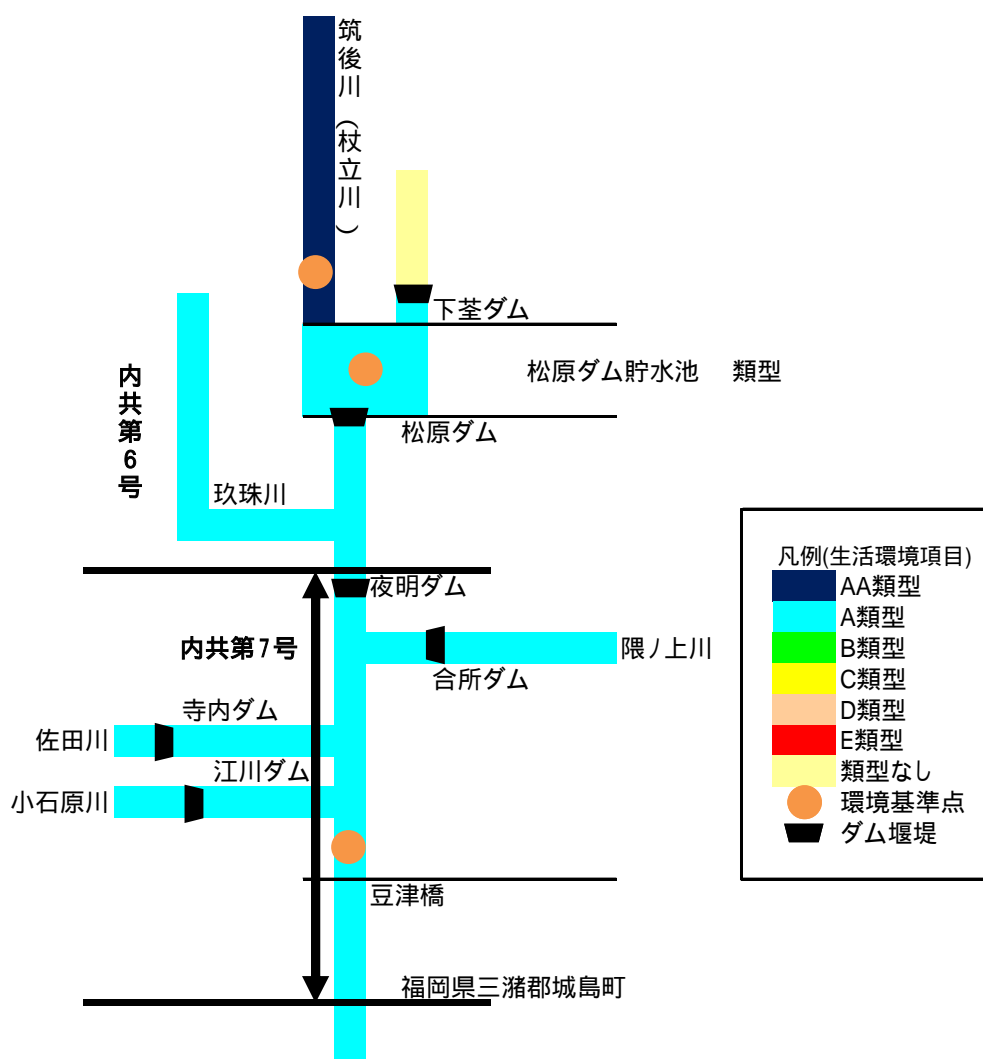 筑後川（杖立川）
下荃ダム
松原ダム貯水池　類型
松原ダム
内共第6号
玖珠川
夜明ダム
内共第7号
隈ノ上川
合所ダム
寺内ダム
佐田川
江川ダム
小石原川
豆津橋
福岡県三潴郡城島町
凡例(生活環境項目)
AA類型
A類型
B類型
C類型
D類型
E類型
類型なし
環境基準点
ダム堰堤